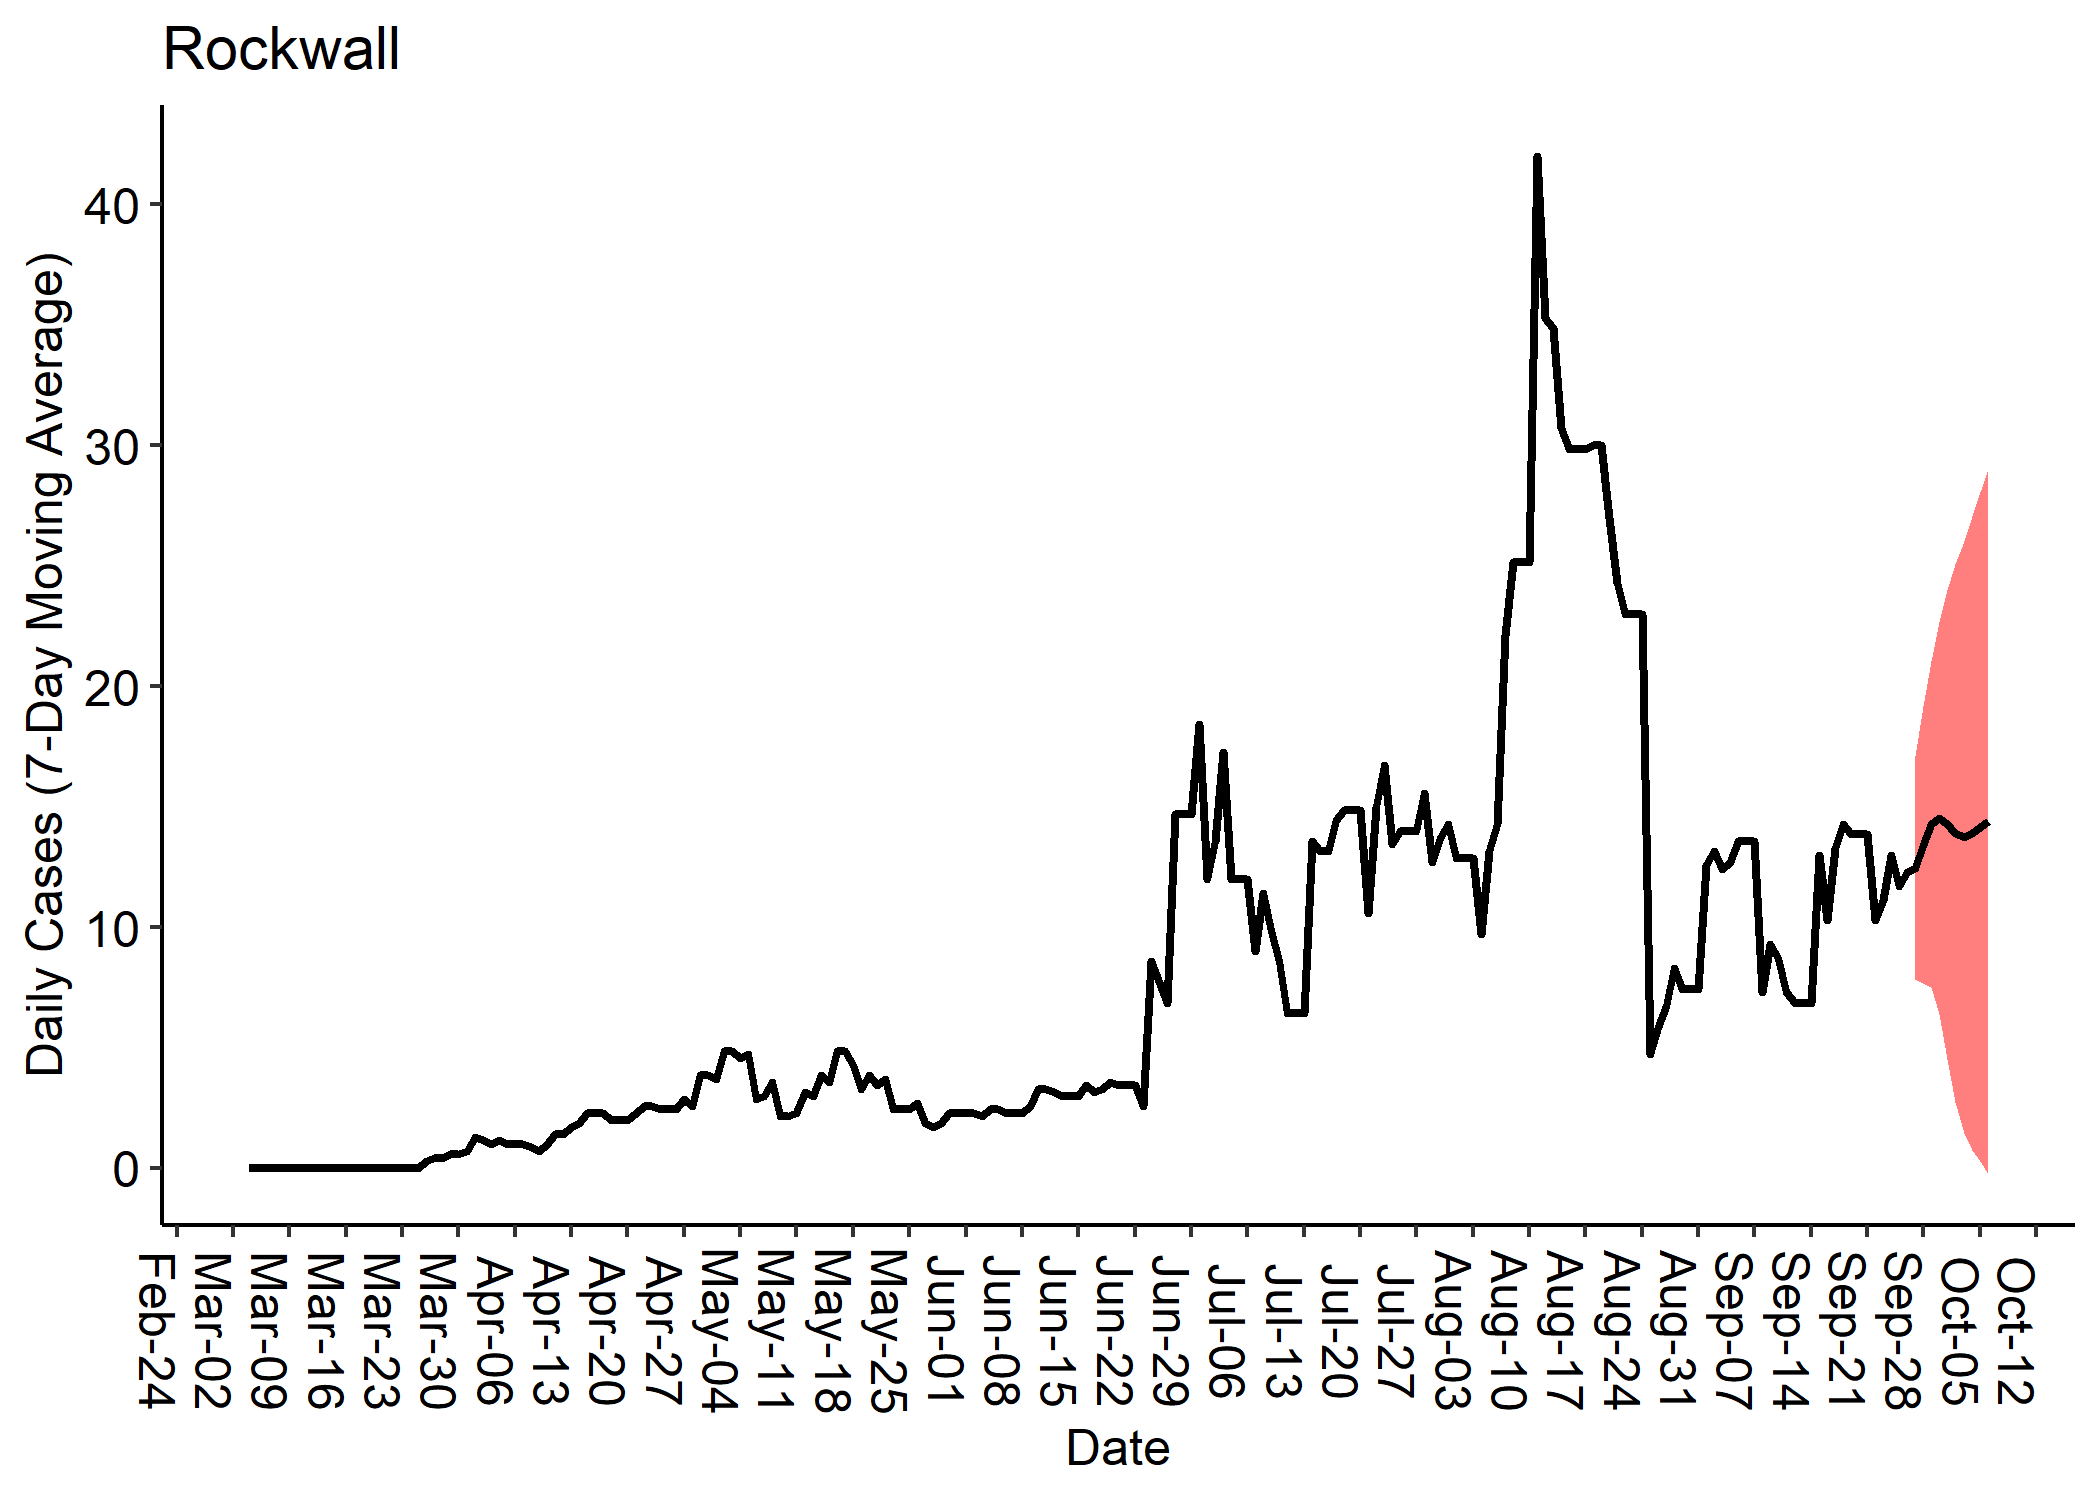 Rockwall
Daily Cases (7-Day Moving Average)
40
30
20
10
0
Feb-24
Mar-02
Mar-09
Mar-16
Mar-23
Mar-30
Apr-06
Apr-13
Apr-20
Apr-27
May-04
May-11
May-18
May-25
Jun-01
Jun-08
Jun-15
Jun-22
Jun-29
Jul-06
Jul-13
Jul-20
Jul-27
Aug-03
Aug-10
Aug-17
Aug-24
Aug-31
Sep-07
Sep-14
Sep-21
Sep-28
Oct-05
Oct-12
Date